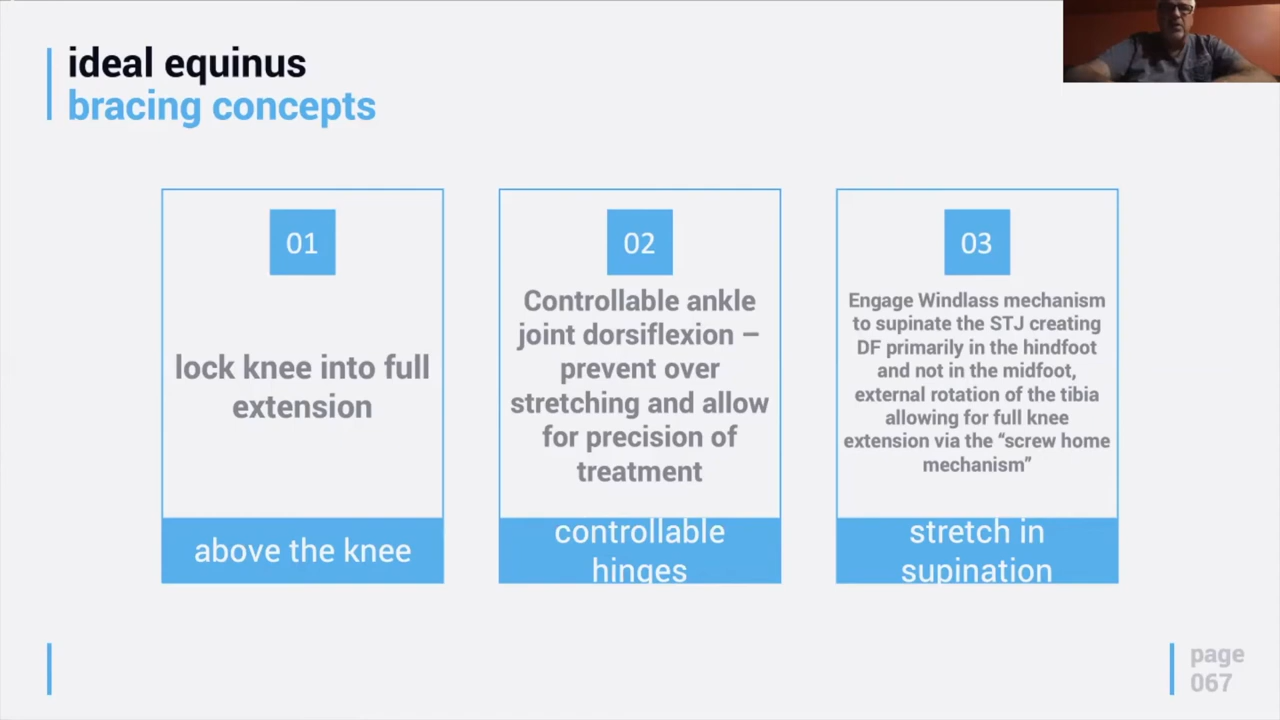 ideal equinus
bracing concepts
01
lock knee into full
extension
above the knee
02
Controllable ankle
joint dorsiflexion –
prevent over
stretching and allow
for precision of
treatment
controllable
hinges
03
Engage Windlass mechanism
to supinate the STJ creating
DF primarily in the hindfoot
and not in the midfoot,
external rotation of the tibia
allowing for full knee
extension via the “screw home
mechanism”
stretch in
supination
page
067